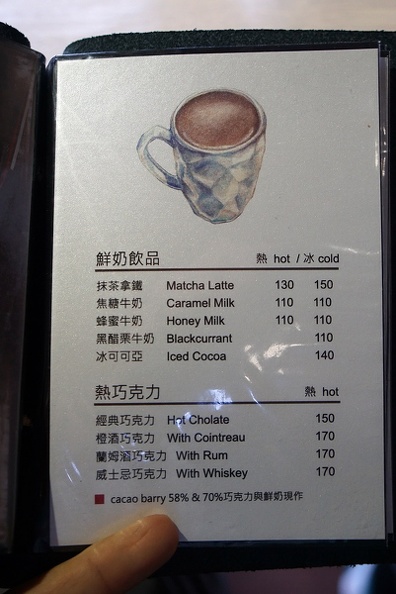 鮮奶飲品 熱 hot / 冰 cold
抹茶拿鐵 Matcha Latte 130 150
焦糖牛奶 Caramel Milk 110 110
蜂蜜牛奶 Honey Milk 110 110
黑醋栗牛奶 Blackcurrant 110
冰可可亞 Iced Cocoa 140
熱巧克力 熱 hot
經典巧克力 Hot Cholate 150
橙酒巧克力 With Cointreau 170
蘭姆酒巧克力 With Rum 170
威士忌巧克力 With Whiskey 170
cacao barry 58% & 70%巧克力與鮮奶現作